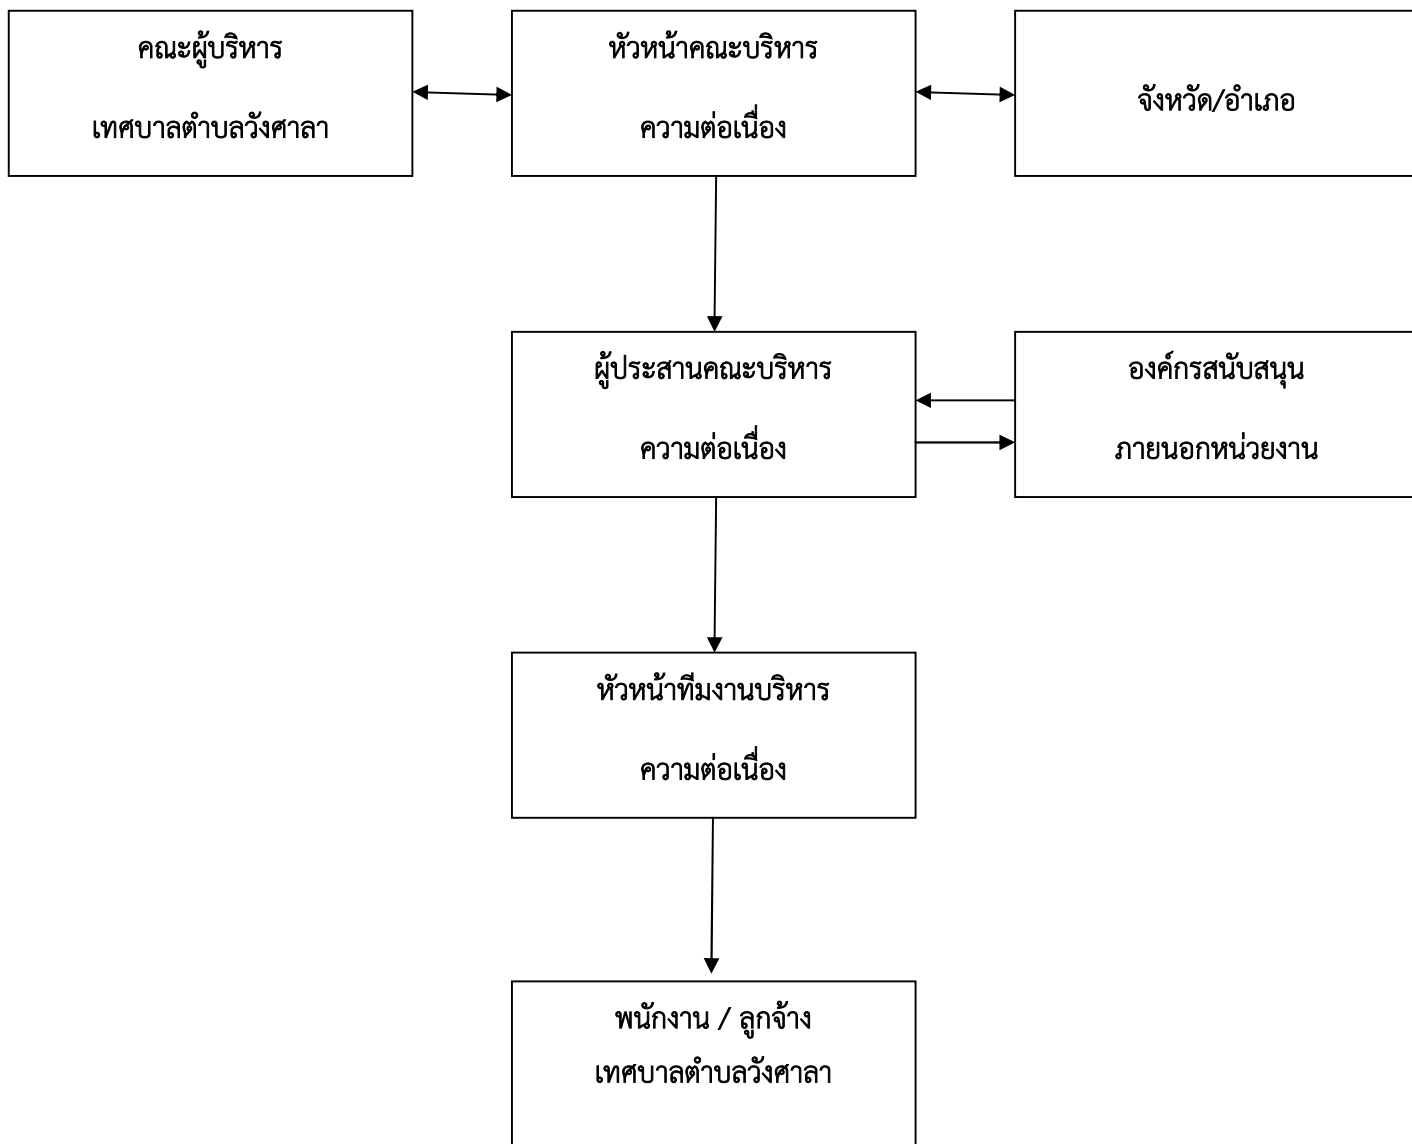 คณะผู้บริหาร
เทศบาลตำบลวังศาลา
หัวหน้าคณะบริหาร
ความต่อเนื่อง
จังหวัด/อำเภอ
ผู้ประสานคณะบริหาร
ความต่อเนื่อง
องค์กรสนับสนุน
ภายนอกหน่วยงาน
หัวหน้าทีมงานบริหาร
ความต่อเนื่อง
พนักงาน / ลูกจ้าง
เทศบาลตำบลวังศาลา